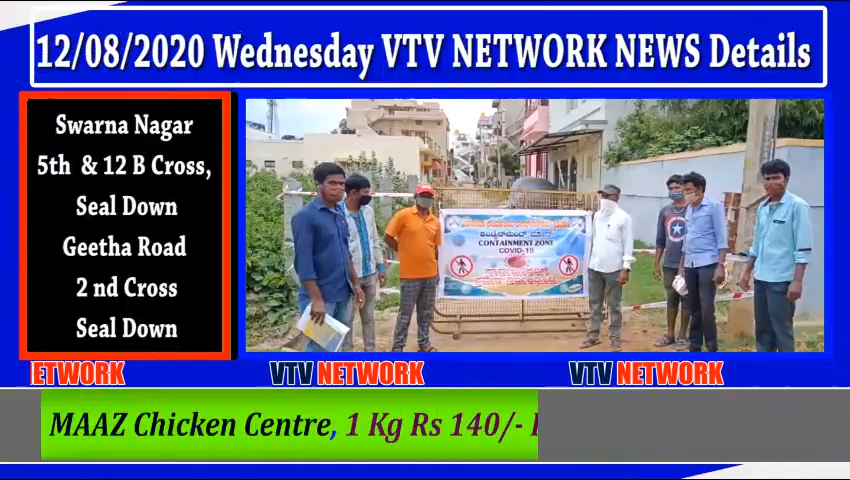 12/08/2020 Wednesday VTV NETWORK NEWS Details
Swarna Nagar
5th & 12 B Cross,
Seal Down
Geetha Road
2 nd Cross
Seal Down
ಕಂಟೈನ್‌ಮೆಂಟ್ ಝೋನ್
CONTAINMENT ZONE
COVID-19
ETWORK VTV NETWORK VTV NETWORK
MAAZ Chicken Centre, 1 Kg Rs 140/-